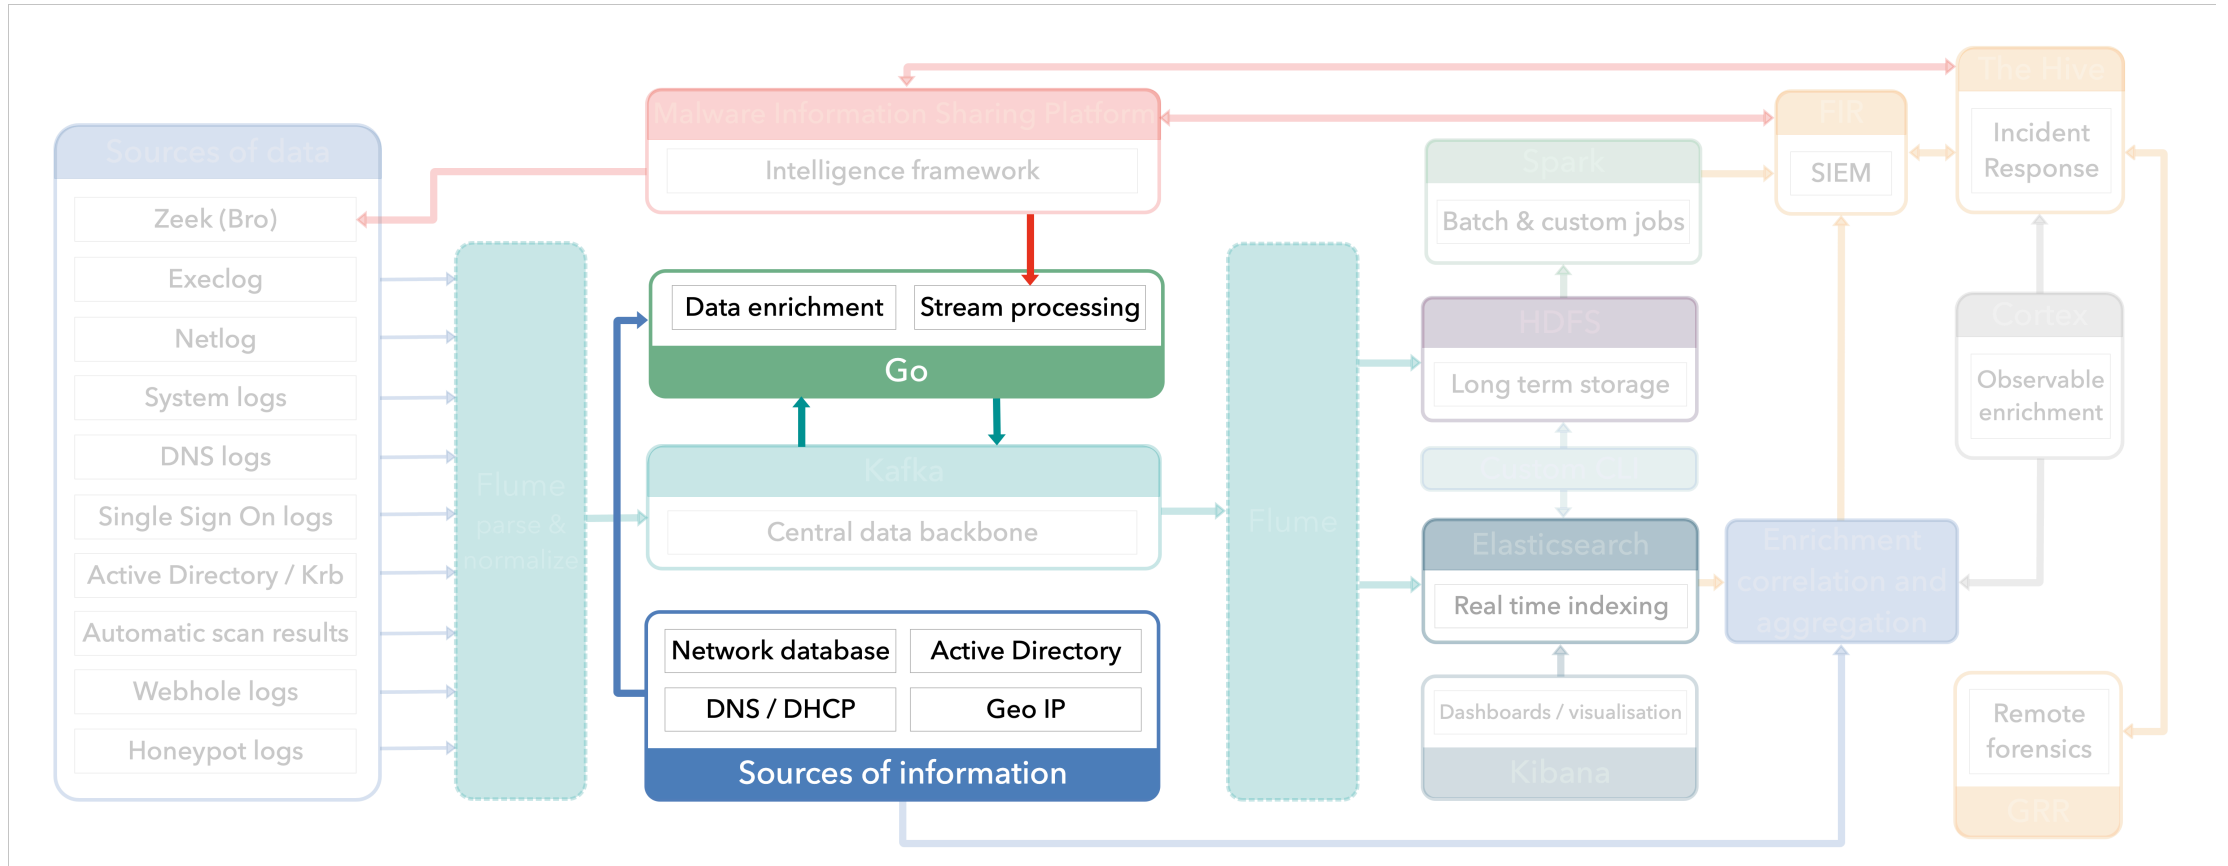 Sources of data
Zeek (Bro)
Execlog
Netlog
System logs
DNS logs
Single Sign On logs
Active Directory / Krb
Automatic scan results
Webhole logs
Honeypot logs
Flume
parse &
normalize
Malware Information Sharing Platform
Intelligence framework
Data enrichment
Stream processing
Go
Kafka
Central data backbone
Network database
Active Directory
DNS / DHCP
Geo IP
Sources of information
Flume
Spark
Batch & custom jobs
HDFS
Long term storage
Custom CLI
Elasticsearch
Real time indexing
Dashboards / visualisation
Kibana
FIR
SIEM
Enrichment
correlation and
aggregation
The Hive
Incident
Response
Cortex
Observable
enrichment
Remote
forensics
GRR